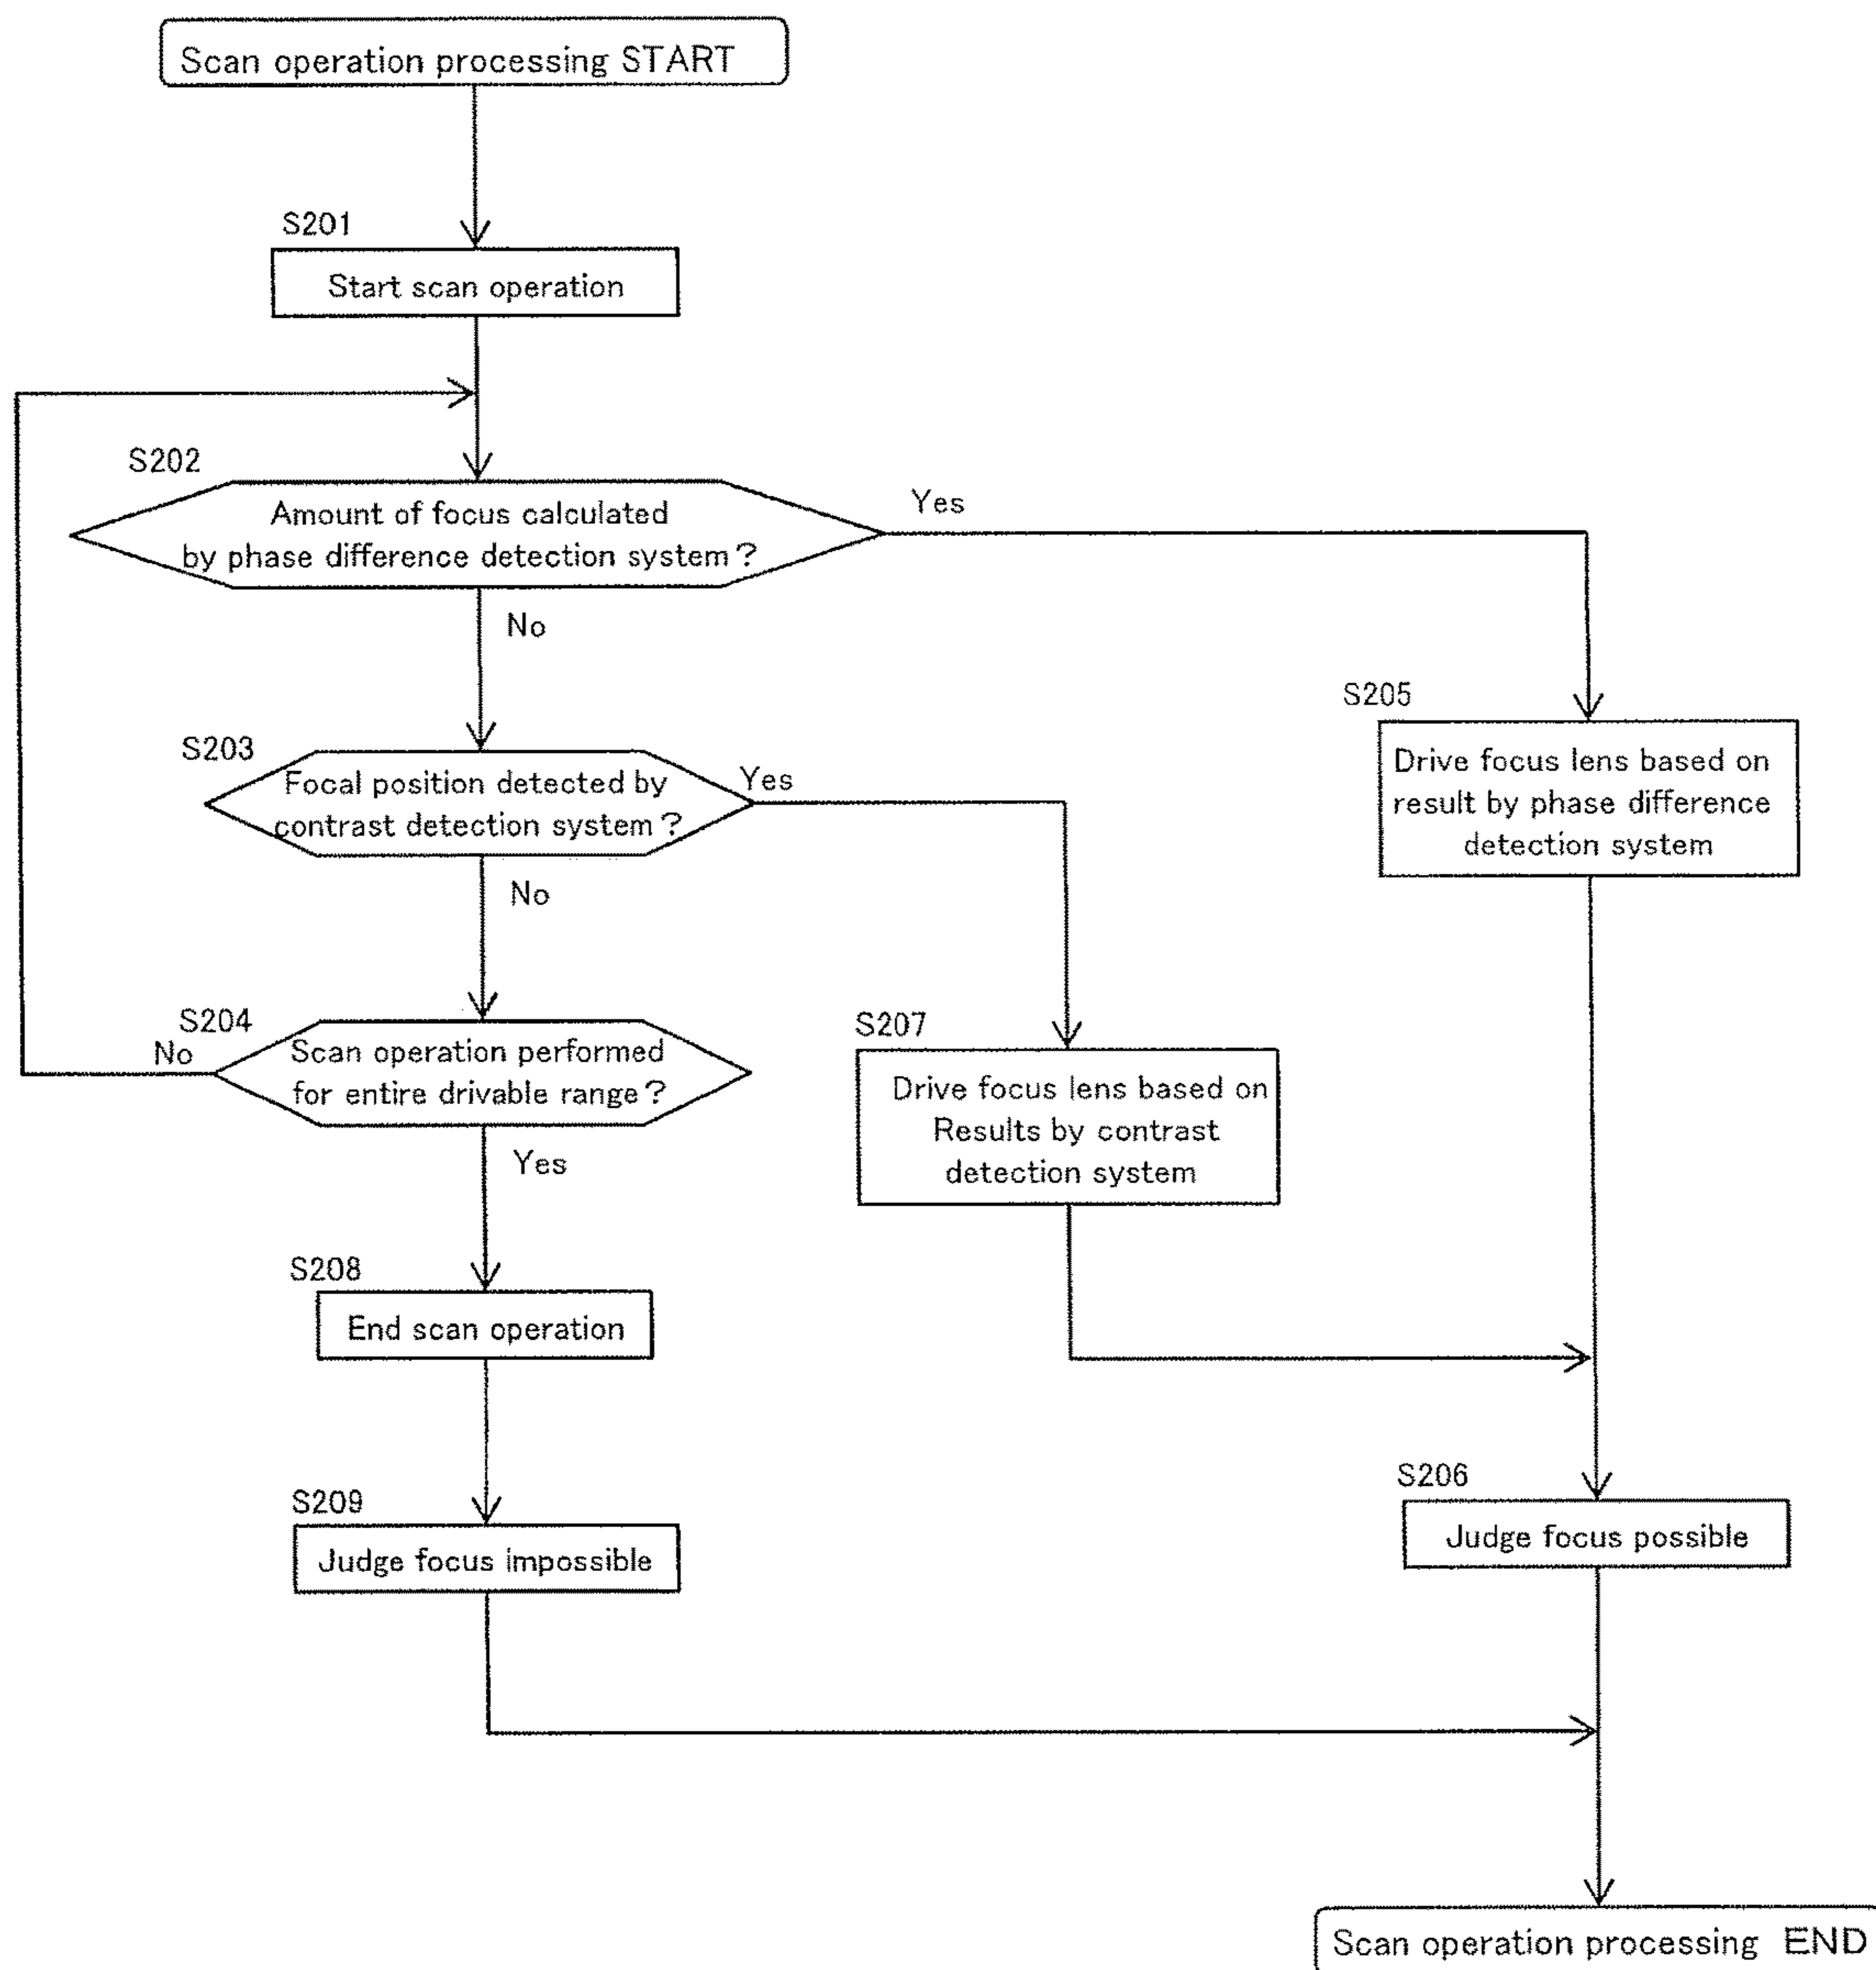 Scan operation processing START
S201
Start scan operation
S202
Amount of focus calculated
by phase difference detection system?
Yes
No
S203
Focal position detected by
contrast detection system?
Yes
No
S205
Drive focus lens based on
result by phase difference
detection system
S204
Scan operation performed
for entire drivable range?
No
Yes
S207
Drive focus lens based on
Results by contrast
detection system
S208
End scan operation
S209
Judge focus impossible
S206
Judge focus possible
Scan operation processing END